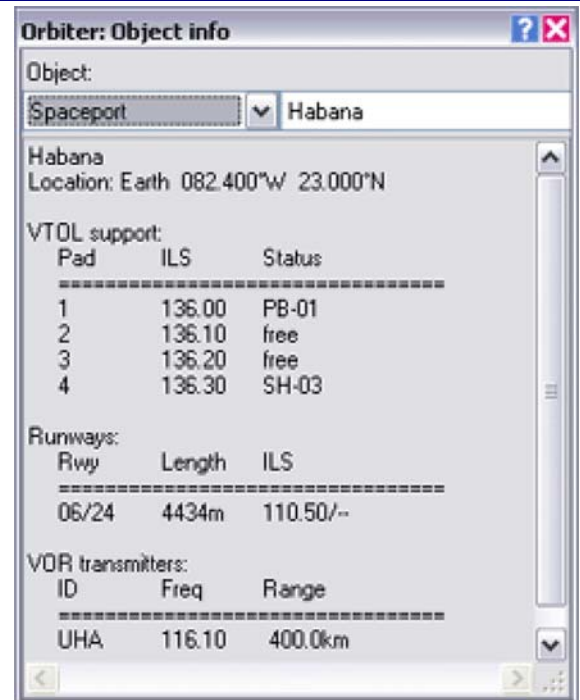 Orbiter: Object info
Object:
Spaceport Habana
Habana
Location: Earth 082.400°W 23.000°N
VTOL support:
Pad ILS Status
=================================
1 136.00 PB-01
2 136.10 free
3 136.20 free
4 136.30 SH-03
Runways:
Rwy Length ILS
=================================
06/24 4434m 110.50/--
VOR transmitters:
ID Freq Range
=================================
UHA 116.10 400.0km